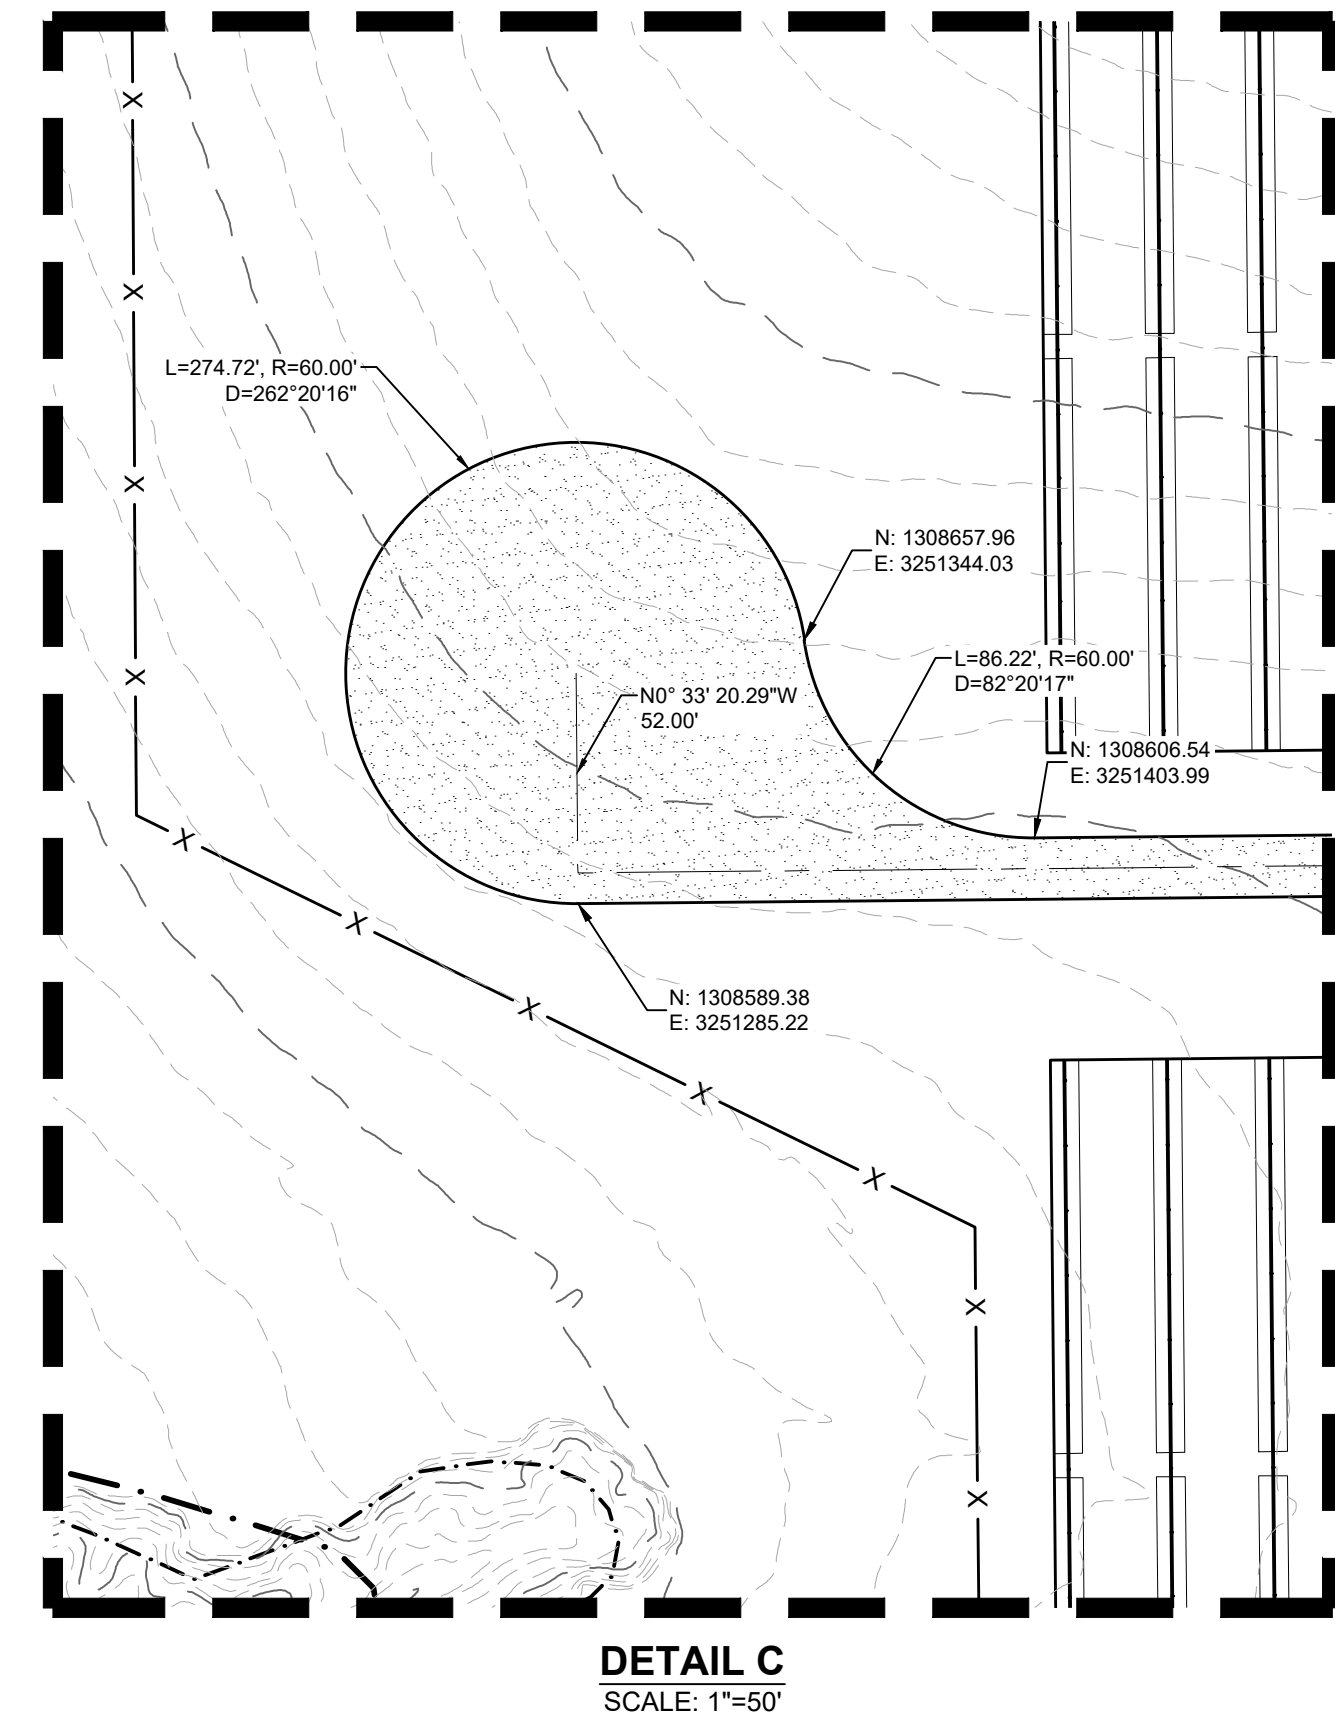 L=274.72', R=60.00'
D=262°20'16"
N: 1308657.96
E: 3251344.03
L=86.22', R=60.00'
D=82°20'17"
N0° 33' 20.29"W
52.00'
N: 1308606.54
E: 3251403.99
N: 1308589.38
E: 3251285.22
X
X
X
X
X
X
X
X
X
X
X
DETAIL C
SCALE: 1"=50'